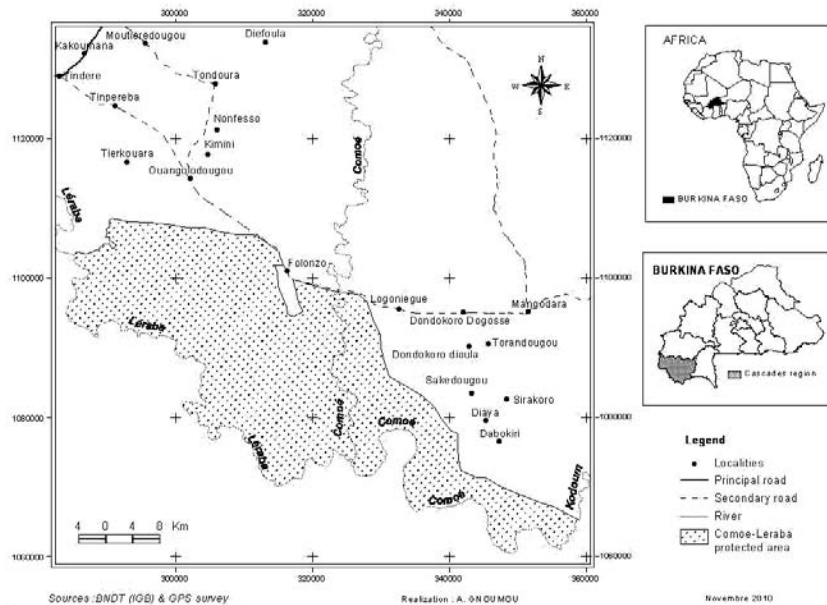 300000 320000 340000 360000
Moutieredougou
Diefoula
Kakoumana
Tindere
Tondoura
Tinpereba
Nonfesso
1120000
1120000
Kimini
Tierkouara
Ouangolodougou
Comoé
Léraba
Folonzo
1100000
1100000
Logoniegue
Mangodara
Dondokoro Dogosse
Léraba
Torandougou
Dondokoro dioula
Sakedougou
Sirakoro
Diaya
1080000
1080000
Comoé
Comoé
Dabokiri
Léraba
Comoé
Kodoum
4 0 4 8 Km
1060000
1060000
300000 320000 340000 360000
N
W E
S
AFRICA
BURKINA FASO
BURKINA FASO
Cascades region
Legend
Localities
Principal road
Secondary road
River
Comoe-Leraba
protected area
Sources :BNDT (IGB) & GPS survey
Realization : A. GNOUMOU
Novembre 2010